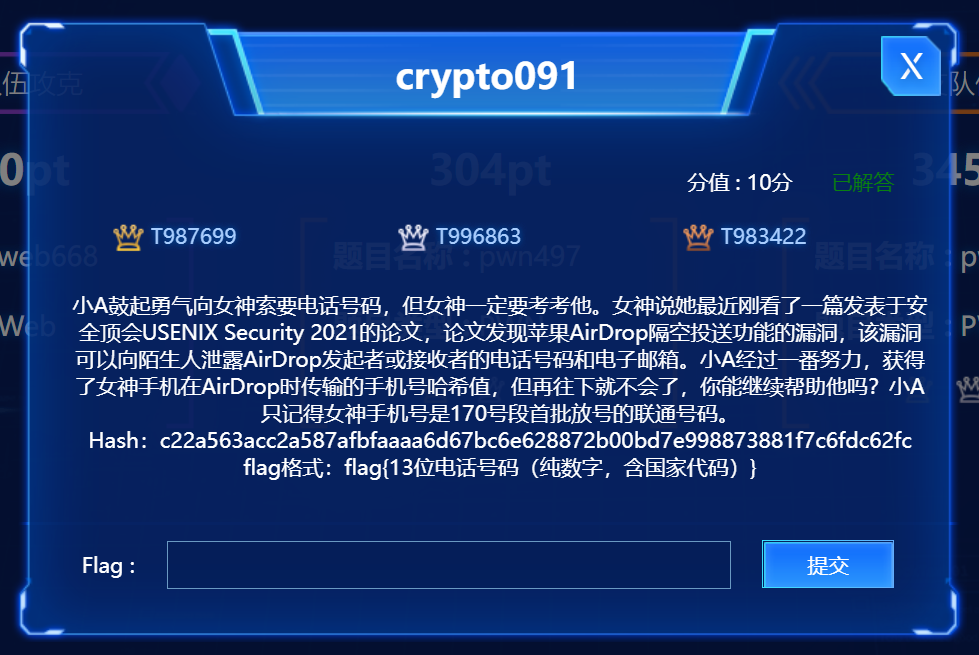 伍攻克
队
crypto091
X
0pt
304pt
345
分值 : 10分 已解答
T987699 T996863 T983422
web668
题目名称 : pwn497
题目名称 : p
Web
小A鼓起勇气向女神索要电话号码，但女神一定要考考他。女神说她最近刚看了一篇发表于安
全顶会USENIX Security 2021的论文，论文发现苹果AirDrop隔空投送功能的漏洞，该漏洞
可以向陌生人泄露AirDrop发起者或接收者的电话号码和电子邮箱。小A经过一番努力，获得
了女神手机在AirDrop时传输的手机号哈希值，但再往下就不会了，你能继续帮助他吗？小A
只记得女神手机号是170号段首批放号的联通号码。
Hash：c22a563acc2a587afbfaaaa6d67bc6e628872b00bd7e998873881f7c6fdc62fc
flag格式：flag{13位电话号码（纯数字，含国家代码）}
Flag :
提交